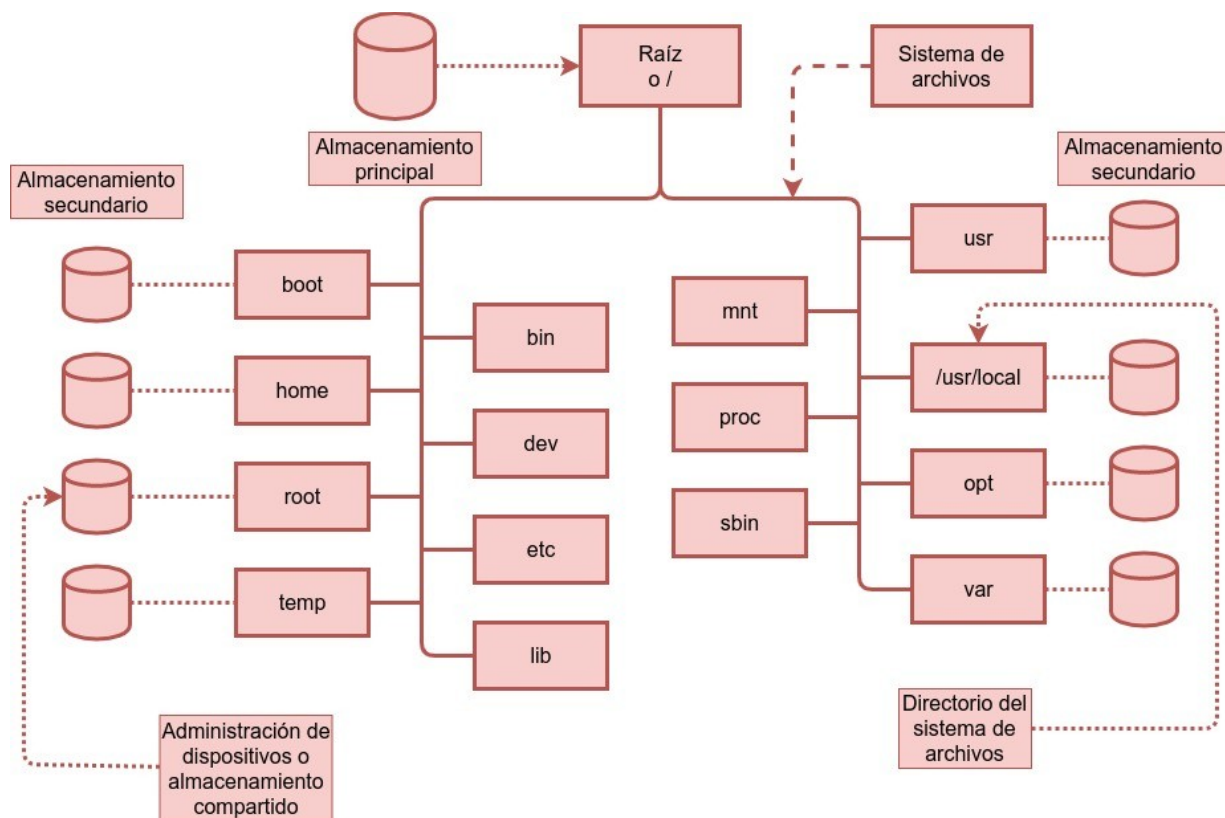 Raíz
o /
Sistema de
archivos
Almacenamiento
principal
Almacenamiento
secundario
Almacenamiento
secundario
boot
home
root
temp
bin
dev
etc
lib
mnt
proc
sbin
usr
/usr/local
opt
var
Administración de
dispositivos o
almacenamiento
compartido
Directorio del
sistema de
archivos